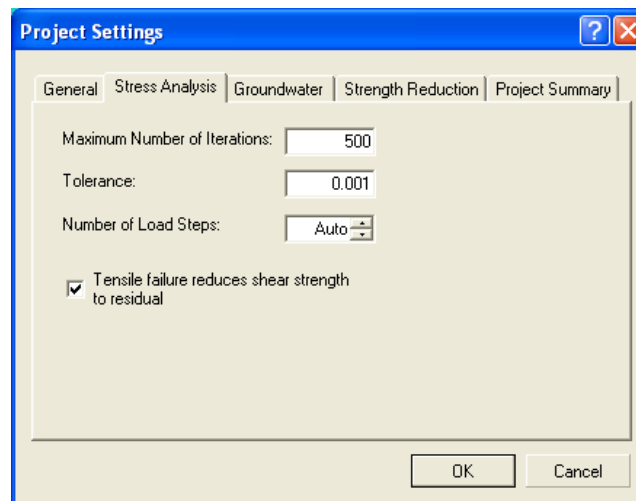 Project Settings
General Stress Analysis Groundwater Strength Reduction Project Summary
Maximum Number of Iterations: 500
Tolerance: 0.001
Number of Load Steps: Auto
Tensile failure reduces shear strength
to residual
OK Cancel